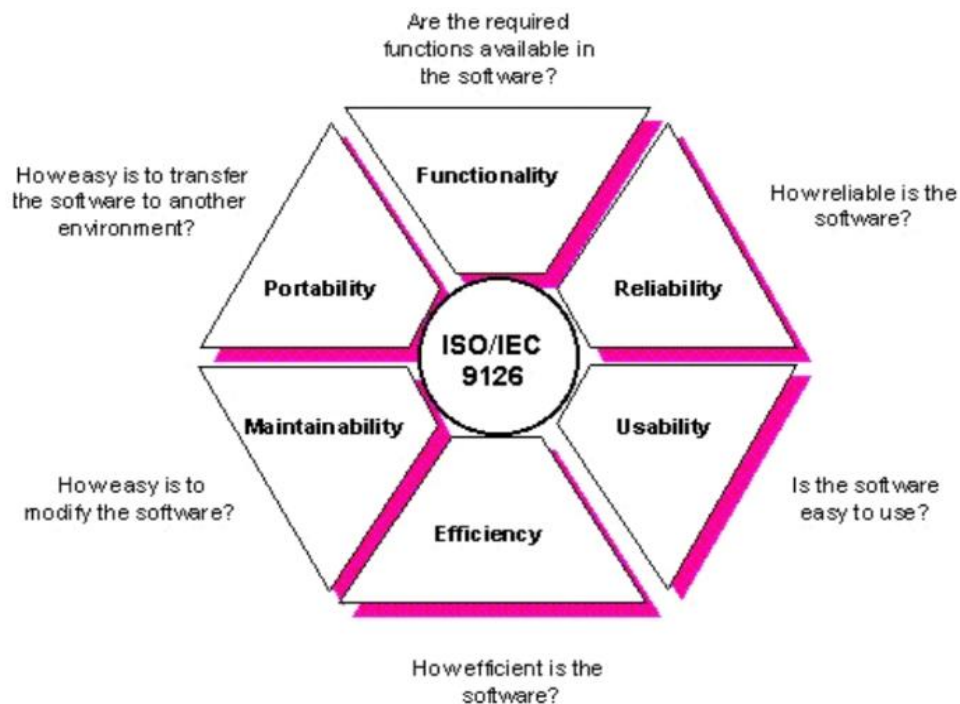 Are the required
functions available in
the software?
Functionality
How easy is to transfer
the software to another
environment?
How reliable is the
software?
Portability
Reliability
ISO/IEC
9126
Maintainability
Usability
How easy is to
modify the software?
Is the software
easy to use?
Efficiency
How efficient is the
software?